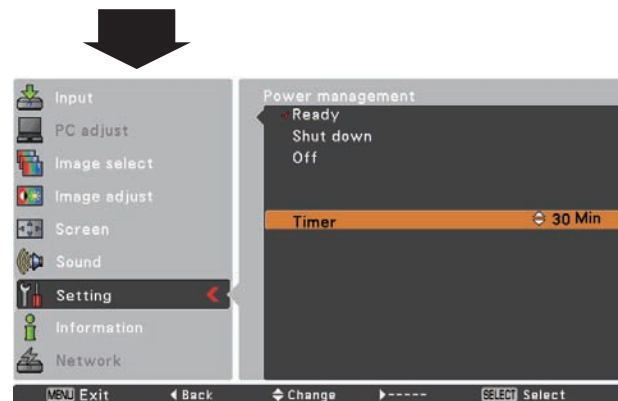 Input
PC adjust
Image select
Image adjust
Screen
Sound
Setting
Information
Network
Power management
Ready
Shut down
Off
Timer 30 Min
MENU Exit Back Change ----- SELECT Select